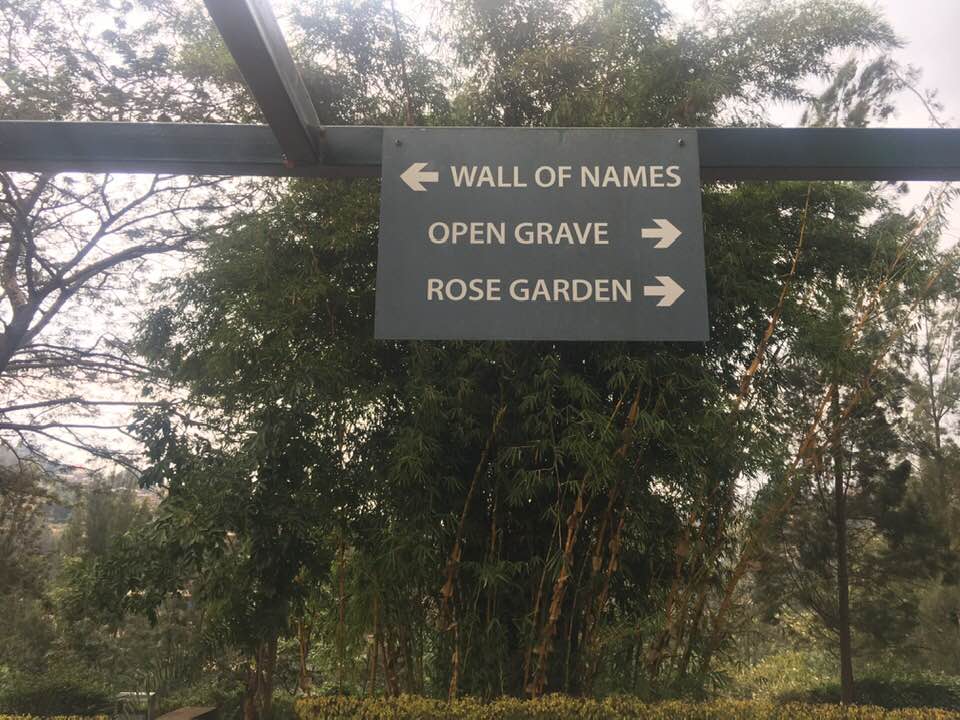 WALL OF NAMES
OPEN GRAVE
ROSE GARDEN